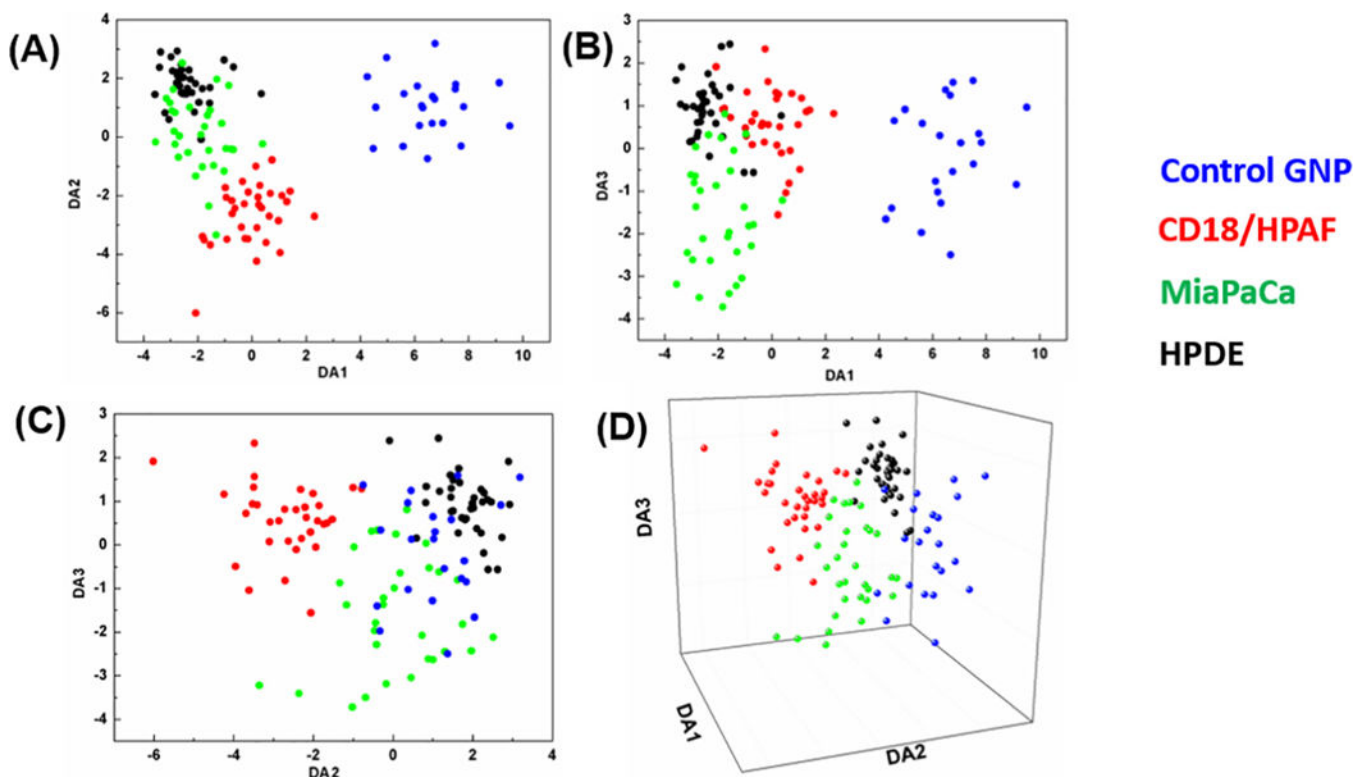 (A)
4
2
0
-2
-4
-6
DA2
-4 -2 0 2 4 6 8 10
DA1
(B)
3
2
1
0
-1
-2
-3
-4
DA3
-4 -2 0 2 4 6 8 10
DA1
Control GNP
CD18/HPAF
MiaPaCa
HPDE
(C)
3
2
1
0
-1
-2
-3
-4
DA3
-6 -4 -2 0 2 4
DA2
(D)
DA3
DA1
DA2